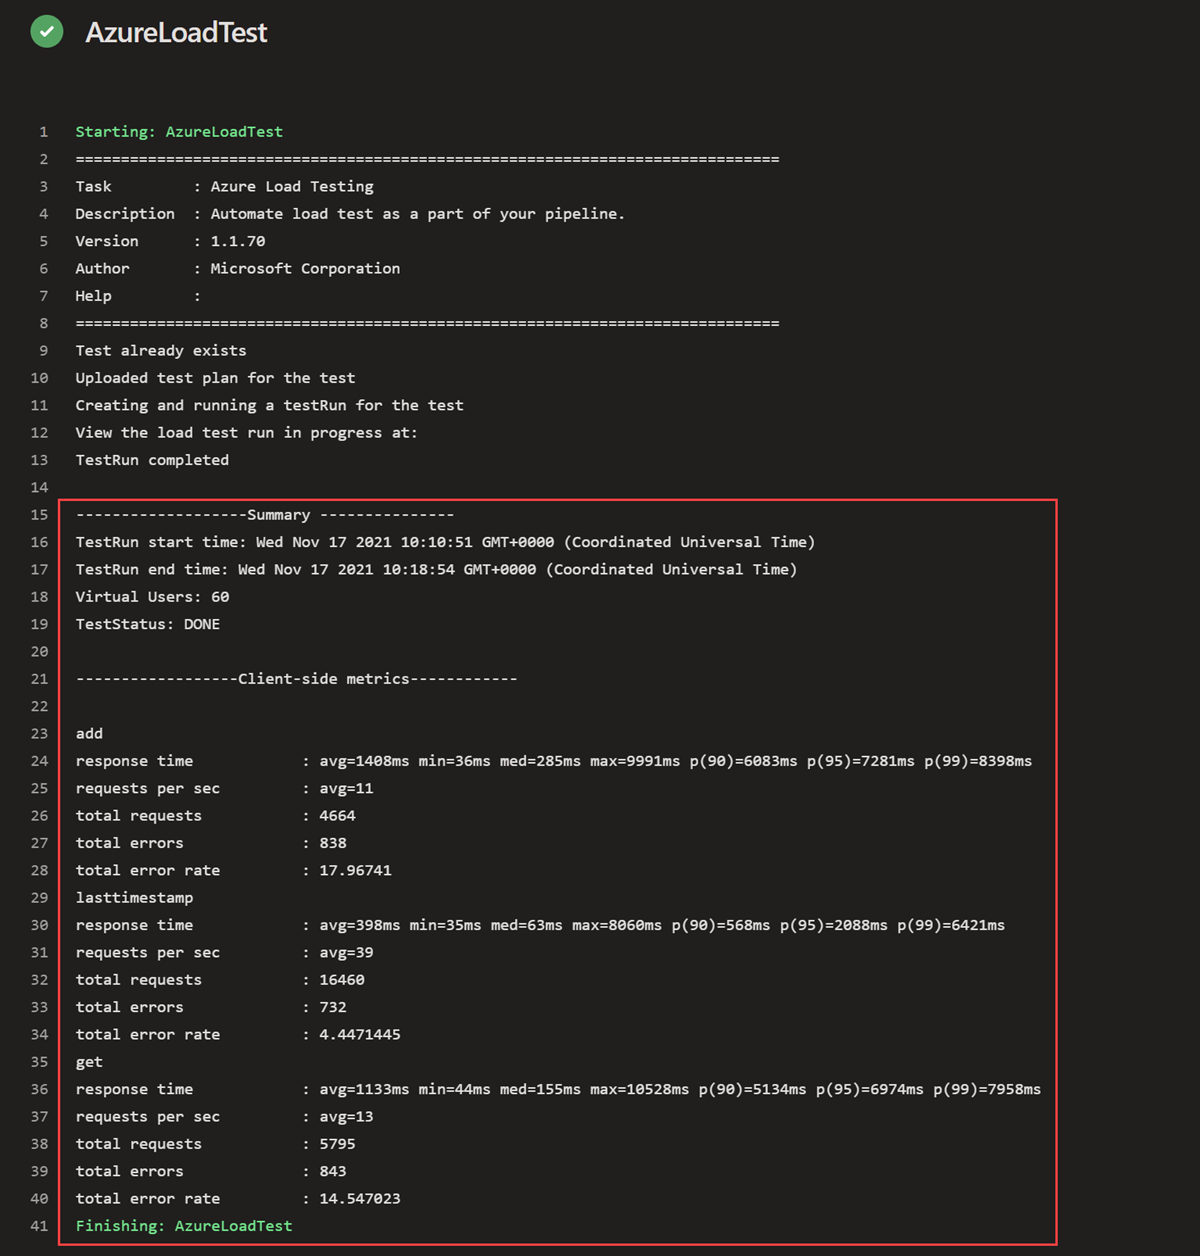 AzureLoadTest
1 Starting: AzureLoadTest
2 ==============================================================================
3 Task         : Azure Load Testing
4 Description  : Automate load test as a part of your pipeline.
5 Version      : 1.1.70
6 Author       : Microsoft Corporation
7 Help         :
8 ==============================================================================
9 Test already exists
10 Uploaded test plan for the test
11 Creating and running a testRun for the test
12 View the load test run in progress at:
13 TestRun completed
14
15 -------------------Summary ---------------
16 TestRun start time: Wed Nov 17 2021 10:10:51 GMT+0000 (Coordinated Universal Time)
17 TestRun end time: Wed Nov 17 2021 10:18:54 GMT+0000 (Coordinated Universal Time)
18 Virtual Users: 60
19 TestStatus: DONE
20
21 ------------------Client-side metrics------------
22
23 add
24 response time            : avg=1408ms min=36ms med=285ms max=9991ms p(90)=6083ms p(95)=7281ms p(99)=8398ms
25 requests per sec         : avg=11
26 total requests           : 4664
27 total errors             : 838
28 total error rate         : 17.96741
29 lasttimestamp
30 response time            : avg=398ms min=35ms med=63ms max=8060ms p(90)=568ms p(95)=2088ms p(99)=6421ms
31 requests per sec         : avg=39
32 total requests           : 16460
33 total errors             : 732
34 total error rate         : 4.4471445
35 get
36 response time            : avg=1133ms min=44ms med=155ms max=10528ms p(90)=5134ms p(95)=6974ms p(99)=7958ms
37 requests per sec         : avg=13
38 total requests           : 5795
39 total errors             : 843
40 total error rate         : 14.547023
41 Finishing: AzureLoadTest